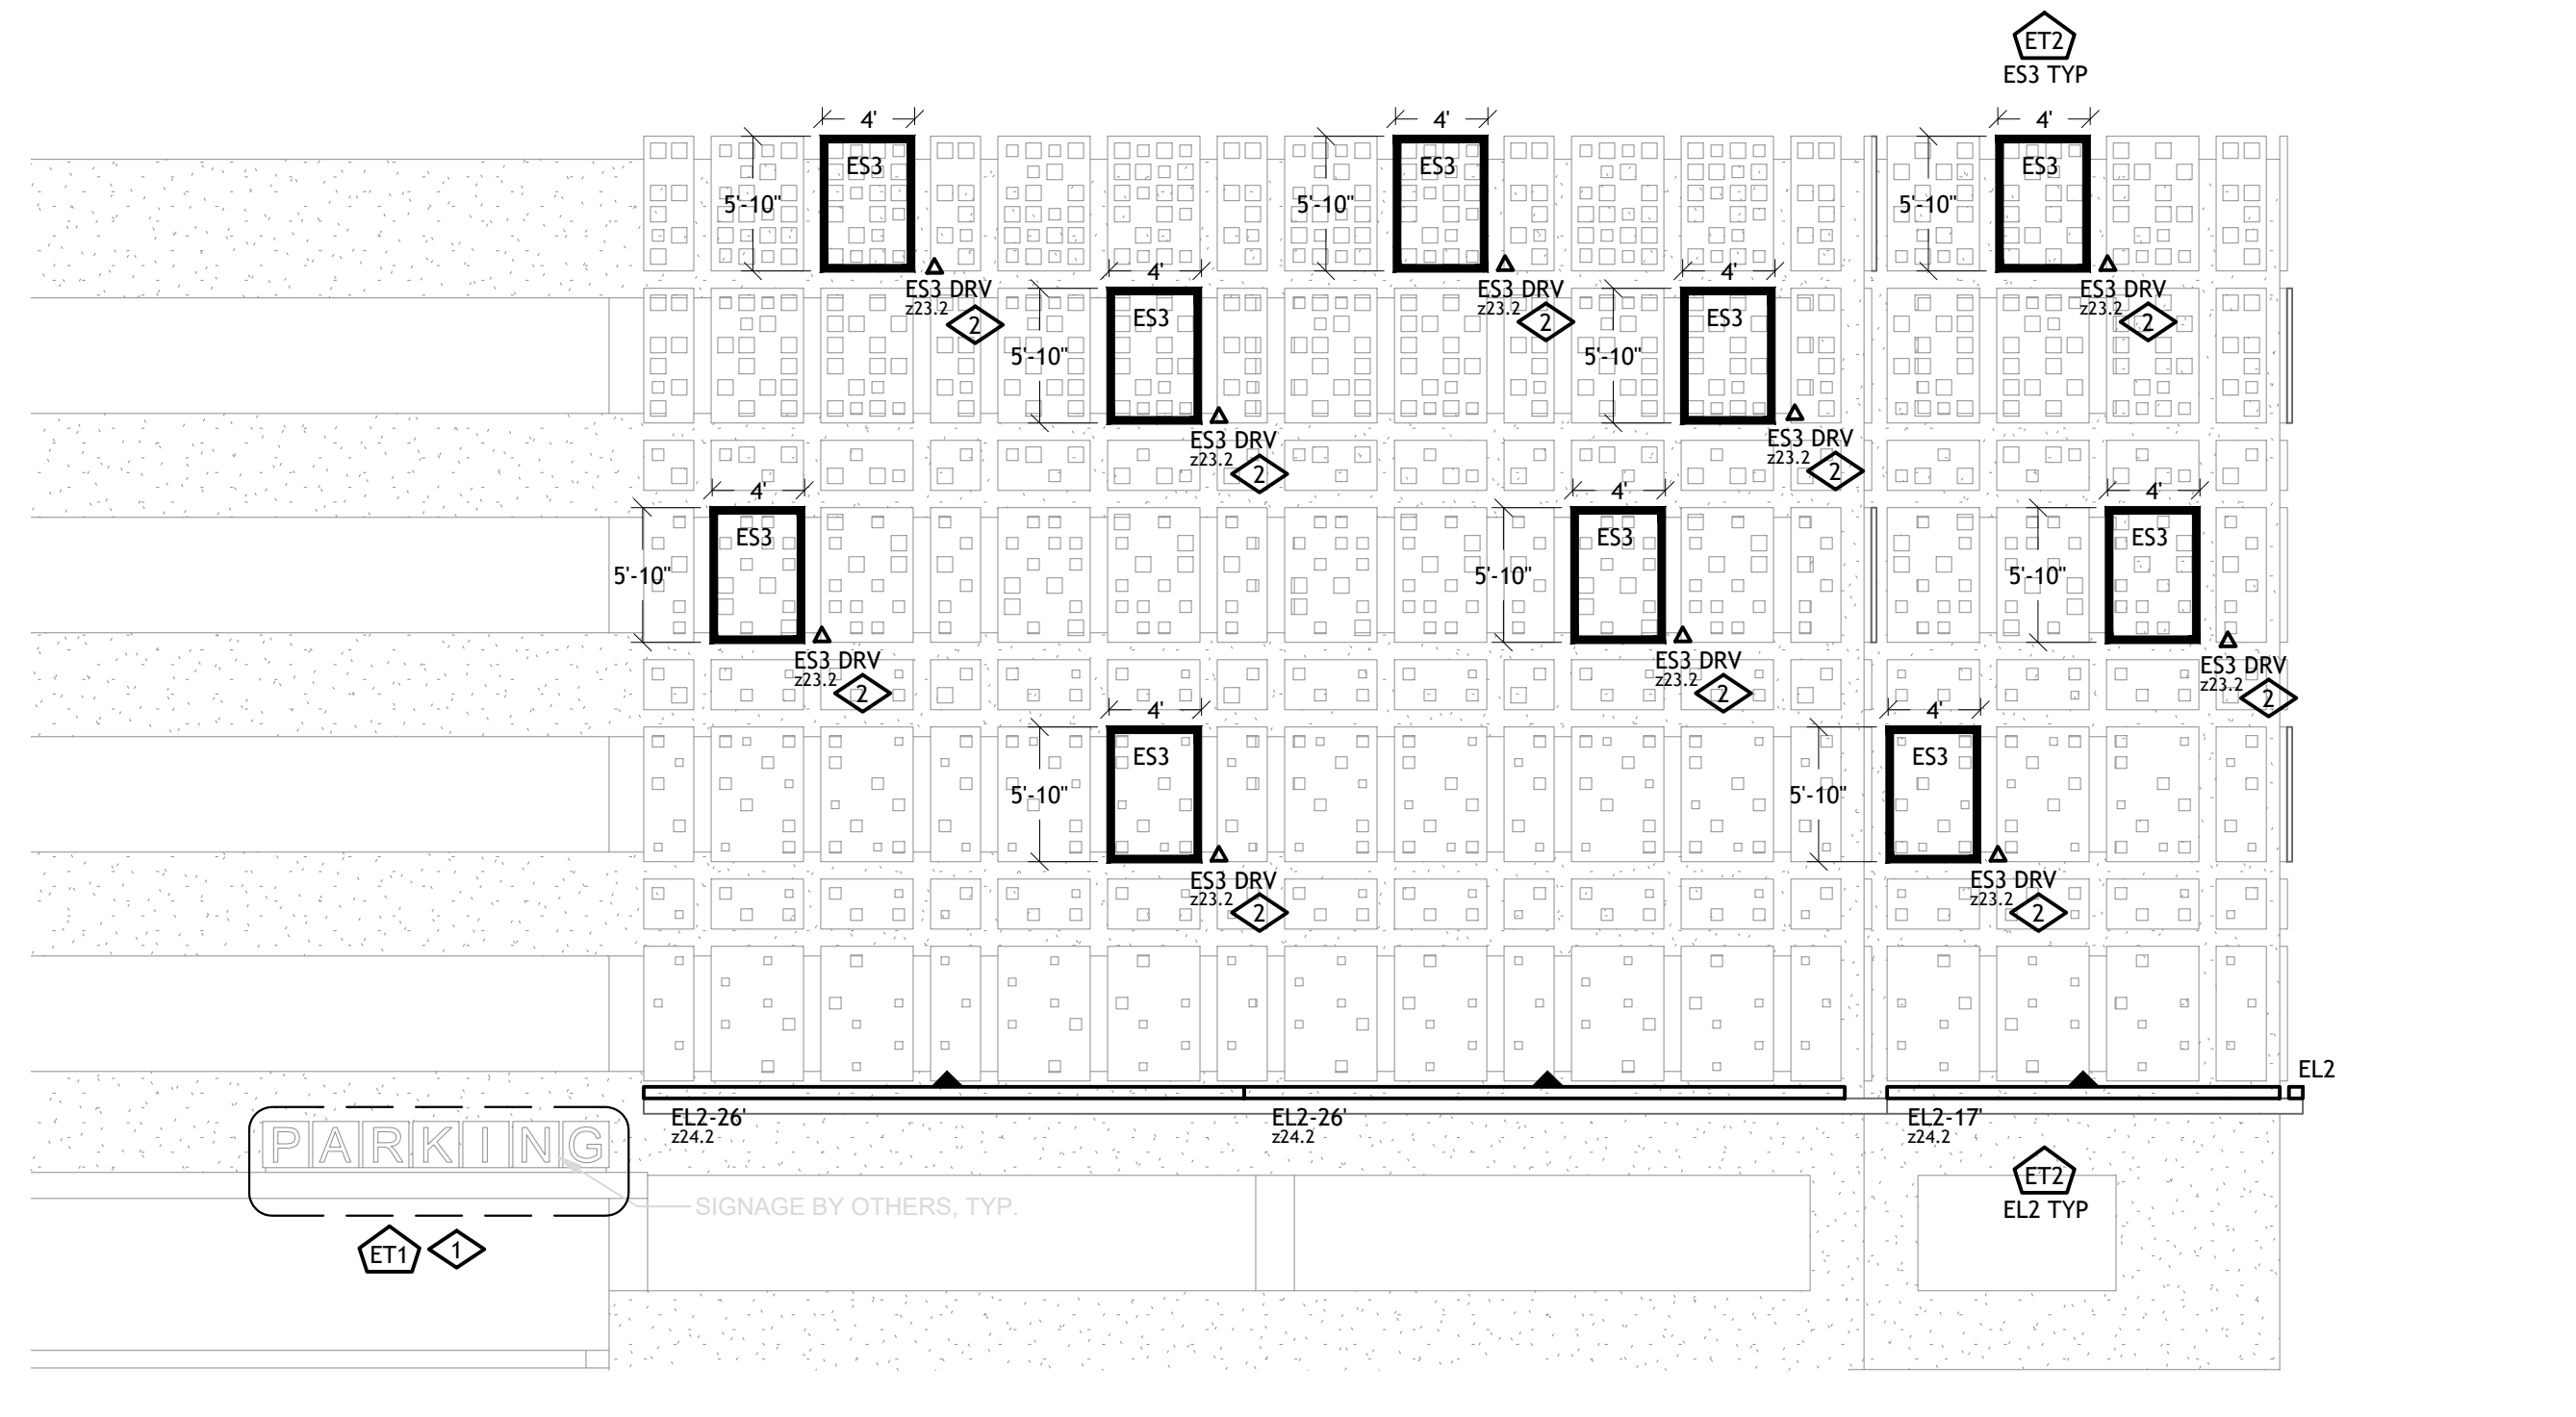 ET2
ES3 TYP
4'
4'
4'
ES3
ES3
ES3
5'-10"
5'-10"
5'-10"
4'
4'
ES3 DRV
z23.2
2
ES3 DRV
z23.2
2
ES3 DRV
z23.2
2
ES3
ES3
5'-10"
5'-10"
ES3 DRV
z23.2
2
ES3 DRV
z23.2
2
4'
4'
4'
ES3
ES3
ES3
5'-10"
5'-10"
5'-10"
ES3 DRV
z23.2
2
ES3 DRV
z23.2
2
ES3 DRV
z23.2
2
4'
4'
ES3
ES3
5'-10"
5'-10"
ES3 DRV
z23.2
2
ES3 DRV
z23.2
2
EL2
EL2-26'
z24.2
EL2-26'
z24.2
EL2-17'
z24.2
PARKING
ET2
EL2 TYP
SIGNAGE BY OTHERS, TYP.
ET1
1